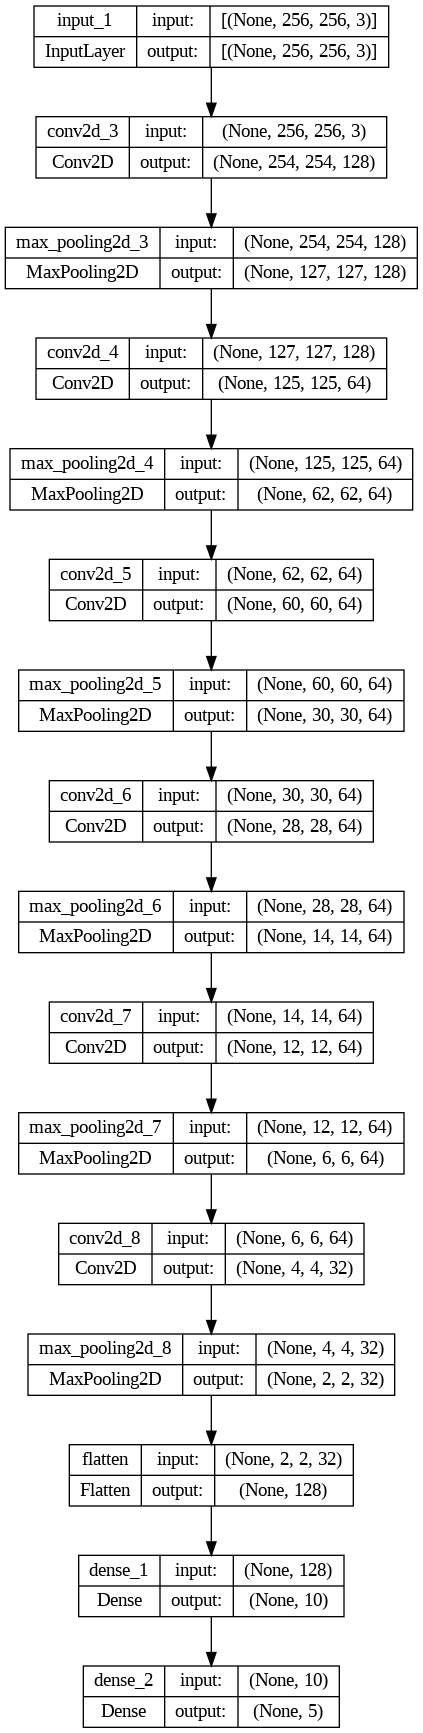 input_1 input: [(None, 256, 256, 3)]
InputLayer output: [(None, 256, 256, 3)]
conv2d_3 input: (None, 256, 256, 3)
Conv2D output: (None, 254, 254, 128)
max_pooling2d_3 input: (None, 254, 254, 128)
MaxPooling2D output: (None, 127, 127, 128)
conv2d_4 input: (None, 127, 127, 128)
Conv2D output: (None, 125, 125, 64)
max_pooling2d_4 input: (None, 125, 125, 64)
MaxPooling2D output: (None, 62, 62, 64)
conv2d_5 input: (None, 62, 62, 64)
Conv2D output: (None, 60, 60, 64)
max_pooling2d_5 input: (None, 60, 60, 64)
MaxPooling2D output: (None, 30, 30, 64)
conv2d_6 input: (None, 30, 30, 64)
Conv2D output: (None, 28, 28, 64)
max_pooling2d_6 input: (None, 28, 28, 64)
MaxPooling2D output: (None, 14, 14, 64)
conv2d_7 input: (None, 14, 14, 64)
Conv2D output: (None, 12, 12, 64)
max_pooling2d_7 input: (None, 12, 12, 64)
MaxPooling2D output: (None, 6, 6, 64)
conv2d_8 input: (None, 6, 6, 64)
Conv2D output: (None, 4, 4, 32)
max_pooling2d_8 input: (None, 4, 4, 32)
MaxPooling2D output: (None, 2, 2, 32)
flatten input: (None, 2, 2, 32)
Flatten output: (None, 128)
dense_1 input: (None, 128)
Dense output: (None, 10)
dense_2 input: (None, 10)
Dense output: (None, 5)